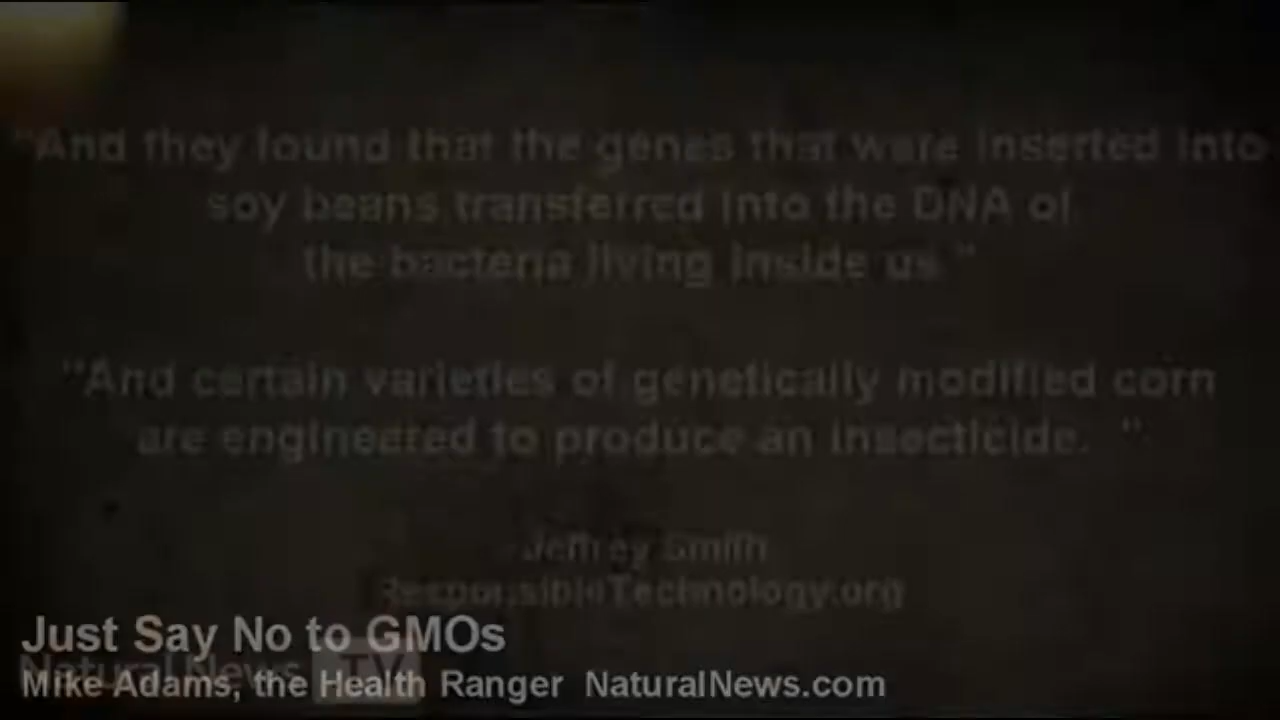 "And they found that the genes that were inserted into
soy beans transferred into the DNA of
the bacteria living inside us."
"And certain varieties of genetically modified corn
are engineered to produce an insecticide. "
Jeffrey Smith
ResponsibleTechnology.org
Just Say No to GMOs
NaturalNews TV
Mike Adams, the Health Ranger NaturalNews.com